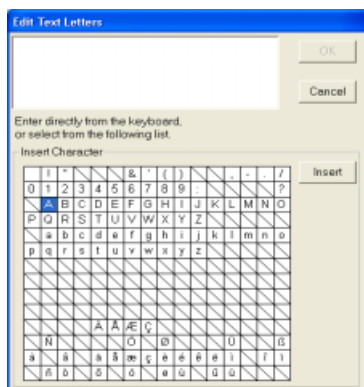 Edit Text Letters
OK
Cancel
Enter directly from the keyboard,
or select from the following list.
Insert Character
Insert
! " & ' ( ) , - . /
0 1 2 3 4 5 6 7 8 9 : ?
A B C D E F G H I J K L M N O
P Q R S T U V W X Y Z
a b c d e f g h i j k l m n o
p q r s t u v w x y z
Ä Å Æ Ç
Ñ Ö Ø Ü ß
à â ä å æ ç è é ê ë ì î ï
ñ ò ö ù û ü